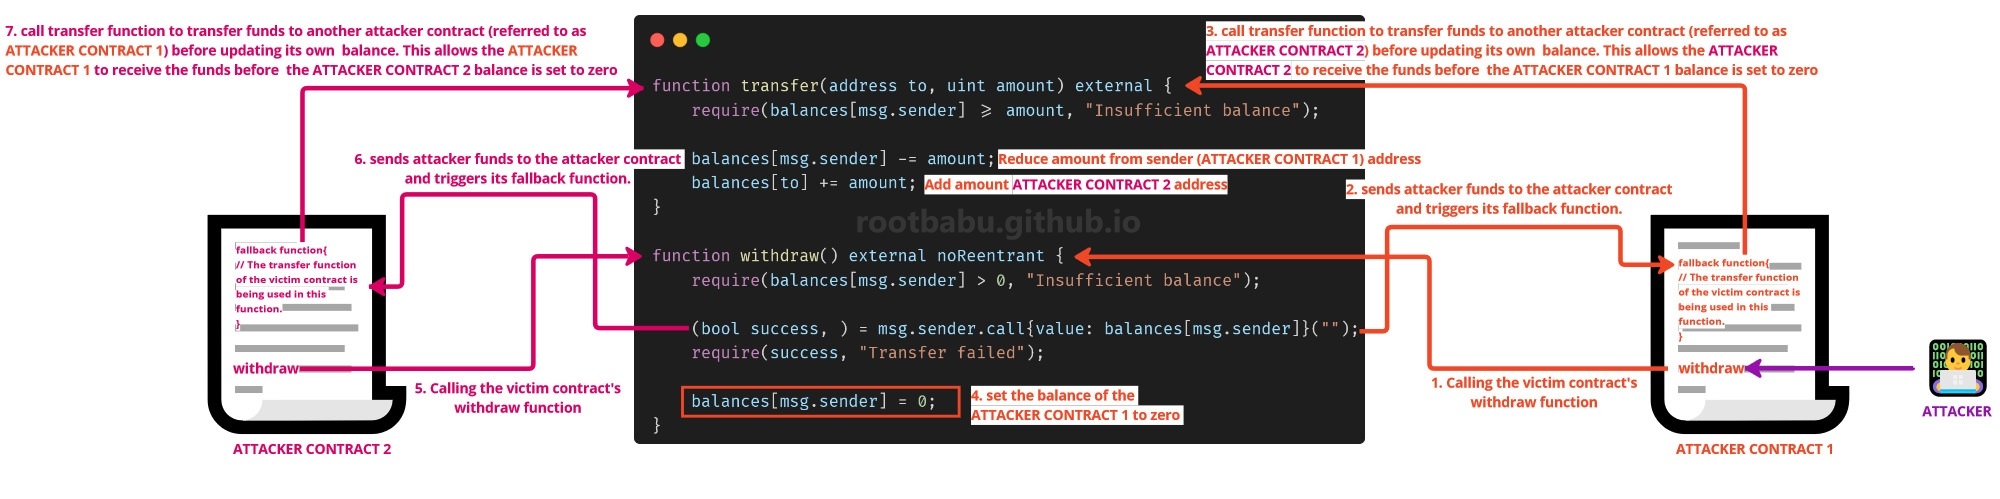 7. call transfer function to transfer funds to another attacker contract (referred to as
ATTACKER CONTRACT 1) before updating its own  balance. This allows the ATTACKER
CONTRACT 1 to receive the funds before  the ATTACKER CONTRACT 2 balance is set to zero
3. call transfer function to transfer funds to another attacker contract (referred to as
ATTACKER CONTRACT 2) before updating its own  balance. This allows the ATTACKER
CONTRACT 2 to receive the funds before  the ATTACKER CONTRACT 1 balance is set to zero
function transfer(address to, uint amount) external {
require(balances[msg.sender] ⩾ amount, "Insufficient balance");
6. sends attacker funds to the attacker contract
and triggers its fallback function.
balances[msg.sender] -= amount; Reduce amount from sender (ATTACKER CONTRACT 1) address
balances[to] += amount; Add amount ATTACKER CONTRACT 2 address
}
2. sends attacker funds to the attacker contract
and triggers its fallback function.
rootbabu.github.io
function withdraw() external noReentrant {
require(balances[msg.sender] > 0, "Insufficient balance");
(bool success, ) = msg.sender.call{value: balances[msg.sender]}("");
require(success, "Transfer failed");
balances[msg.sender] = 0;
}
4. set the balance of the
ATTACKER CONTRACT 1 to zero
fallback function{
// The transfer function
of the victim contract is
being used in this
function.
}
withdraw
5. Calling the victim contract's
withdraw function
ATTACKER CONTRACT 2
fallback function{
// The transfer function
of the victim contract is
being used in this
function.
}
withdraw
1. Calling the victim contract's
withdraw function
ATTACKER CONTRACT 1
ATTACKER